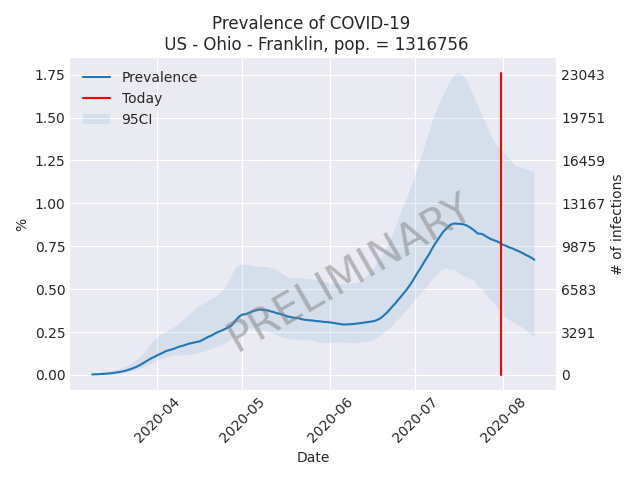 Prevalence of COVID-19
US - Ohio - Franklin, pop. = 1316756
1.75
1.50
1.25
1.00
0.75
0.50
0.25
0.00
%
Prevalence
Today
95CI
PRELIMINARY
23043
19751
16459
13167
9875
6583
3291
0
# of infections
2020-04
2020-05
2020-06
2020-07
2020-08
Date